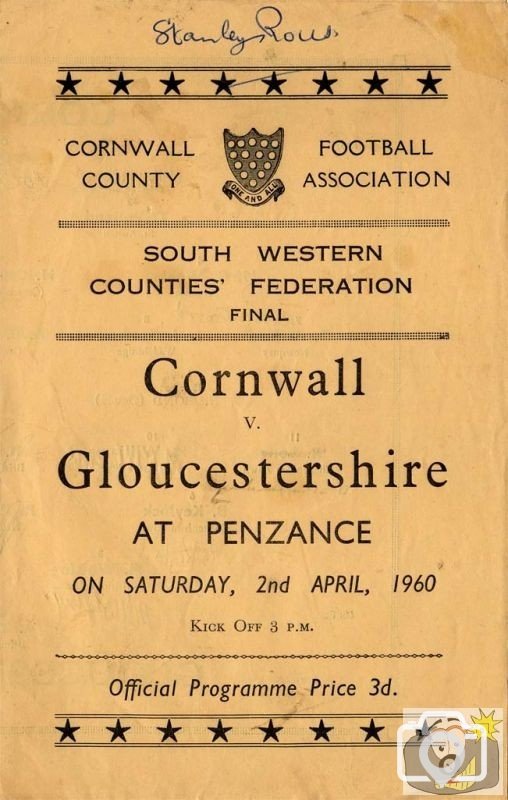 Stanley Rous
CORNWALL FOOTBALL
COUNTY ASSOCIATION
ONE AND ALL
SOUTH WESTERN
COUNTIES' FEDERATION
FINAL
Cornwall
V.
Gloucestershire
AT PENZANCE
ON SATURDAY, 2nd APRIL, 1960
KICK OFF 3 P.M.
Official Programme Price 3d.